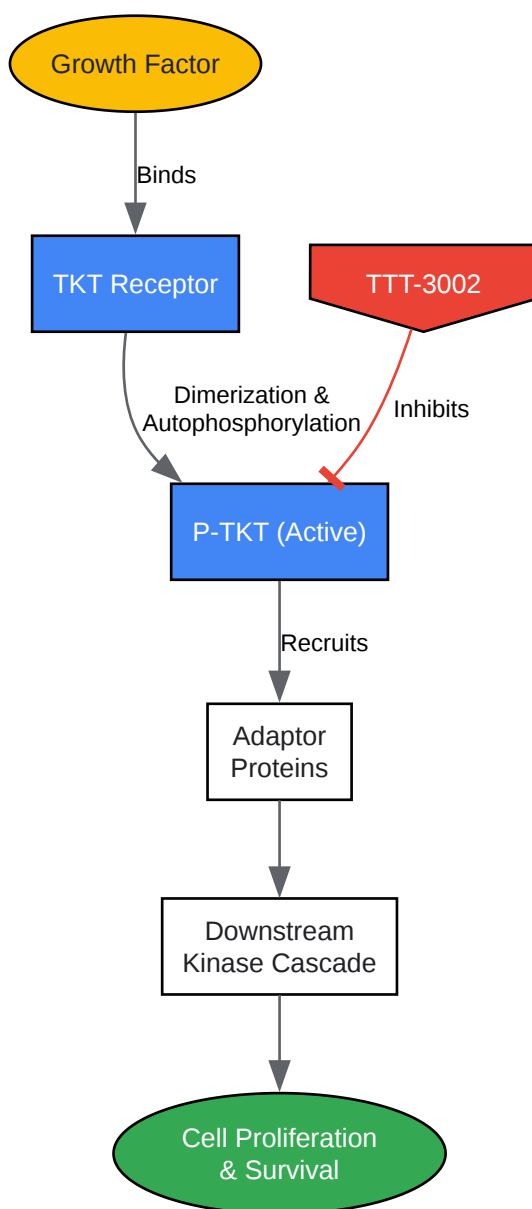 Growth Factor
Binds
TKT Receptor
TTT-3002
Dimerization &
Autophosphorylation
Inhibits
P-TKT (Active)
Recruits
Adaptor
Proteins
Downstream
Kinase Cascade
Cell Proliferation
& Survival